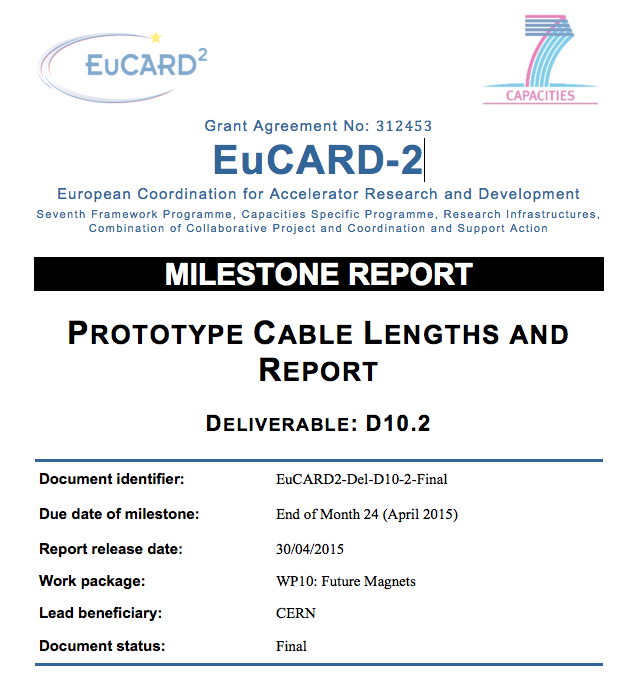 EuCARD²
7
CAPACITIES
Grant Agreement No: 312453
EuCARD-2
European Coordination for Accelerator Research and Development
Seventh Framework Programme, Capacities Specific Programme, Research Infrastructures,
Combination of Collaborative Project and Coordination and Support Action
MILESTONE REPORT
PROTOTYPE CABLE LENGTHS AND
REPORT
DELIVERABLE: D10.2
Document identifier: EuCARD2-Del-D10-2-Final
Due date of milestone: End of Month 24 (April 2015)
Report release date: 30/04/2015
Work package: WP10: Future Magnets
Lead beneficiary: CERN
Document status: Final